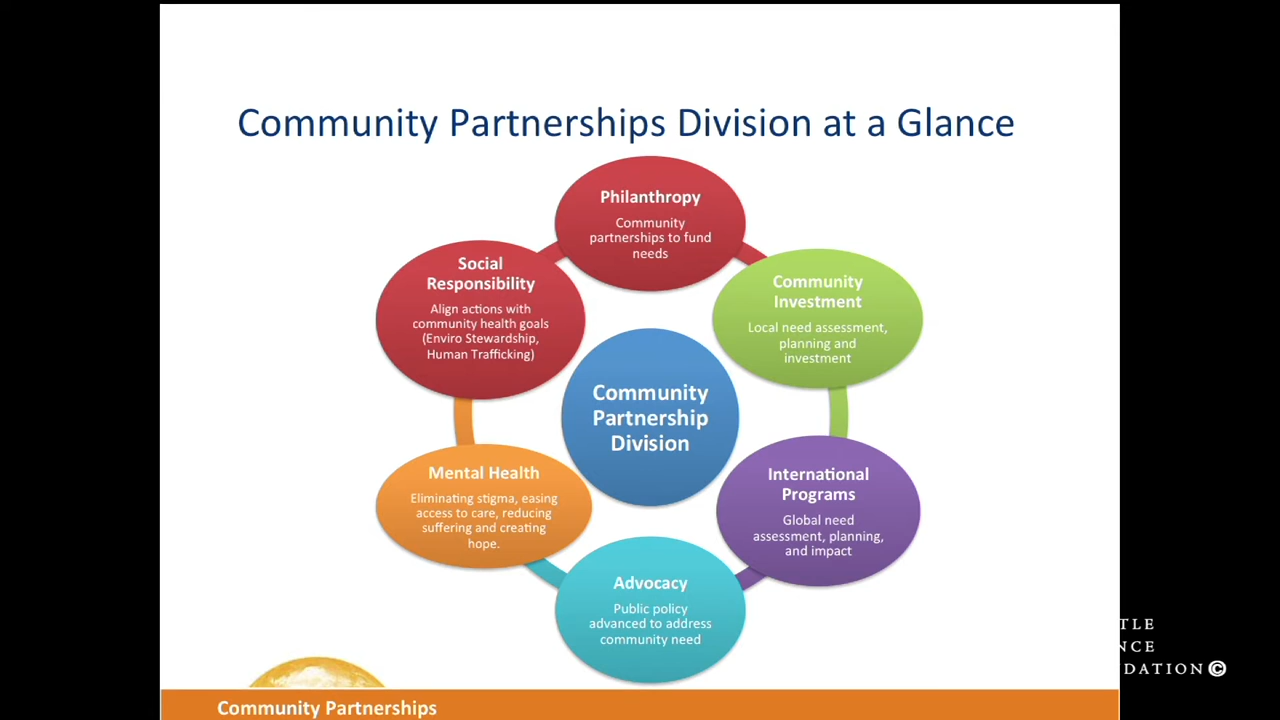 Community Partnerships Division at a Glance
Philanthropy
Community
partnerships to fund
needs
Social
Responsibility
Align actions with
community health goals
(Enviro Stewardship,
Human Trafficking)
Community
Investment
Local need assessment,
planning and
investment
Community
Partnership
Division
Mental Health
Eliminating stigma, easing
access to care, reducing
suffering and creating
hope.
International
Programs
Global need
assessment, planning,
and impact
Advocacy
Public policy
advanced to address
community need
TLE
NCE
NDATION ©
Community Partnerships